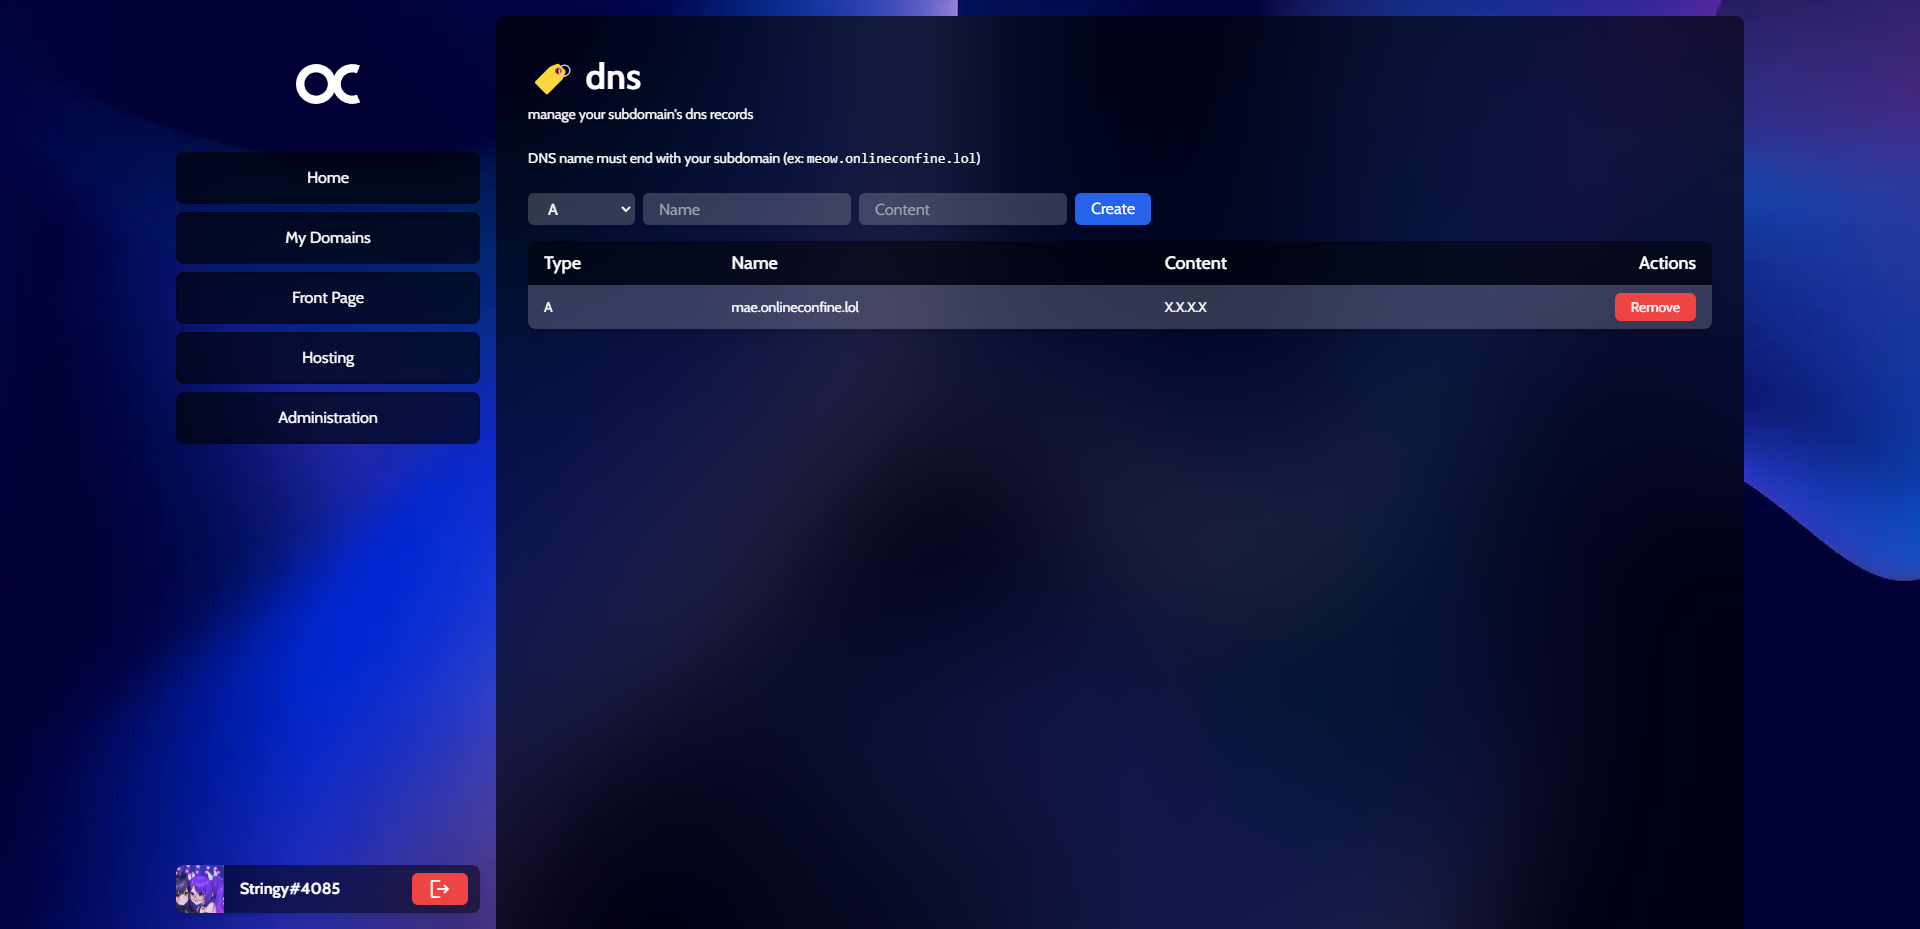 OC
Home
My Domains
Front Page
Hosting
Administration
Stringy#4085
dns
manage your subdomain's dns records
DNS name must end with your subdomain (ex: meow.onlineconfine.lol)
A Name Content Create
Type Name Content Actions
A mae.onlineconfine.lol X.X.X.X Remove